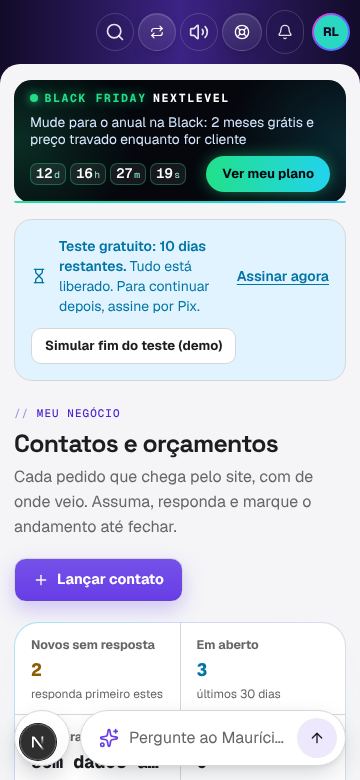 RL
BLACK FRIDAY NEXTLEVEL
Mude para o anual na Black: 2 meses grátis e
preço travado enquanto for cliente
12d 16h 27m 19s Ver meu plano
Teste gratuito: 10 dias
restantes. Tudo está
liberado. Para continuar
depois, assine por Pix.
Assinar agora
Simular fim do teste (demo)
// MEU NEGÓCIO
Contatos e orçamentos
Cada pedido que chega pelo site, com de
onde veio. Assuma, responda e marque o
andamento até fechar.
+ Lançar contato
Novos sem resposta
2
responda primeiro estes
Em aberto
3
últimos 30 dias
N
Pergunte ao Mauríci...